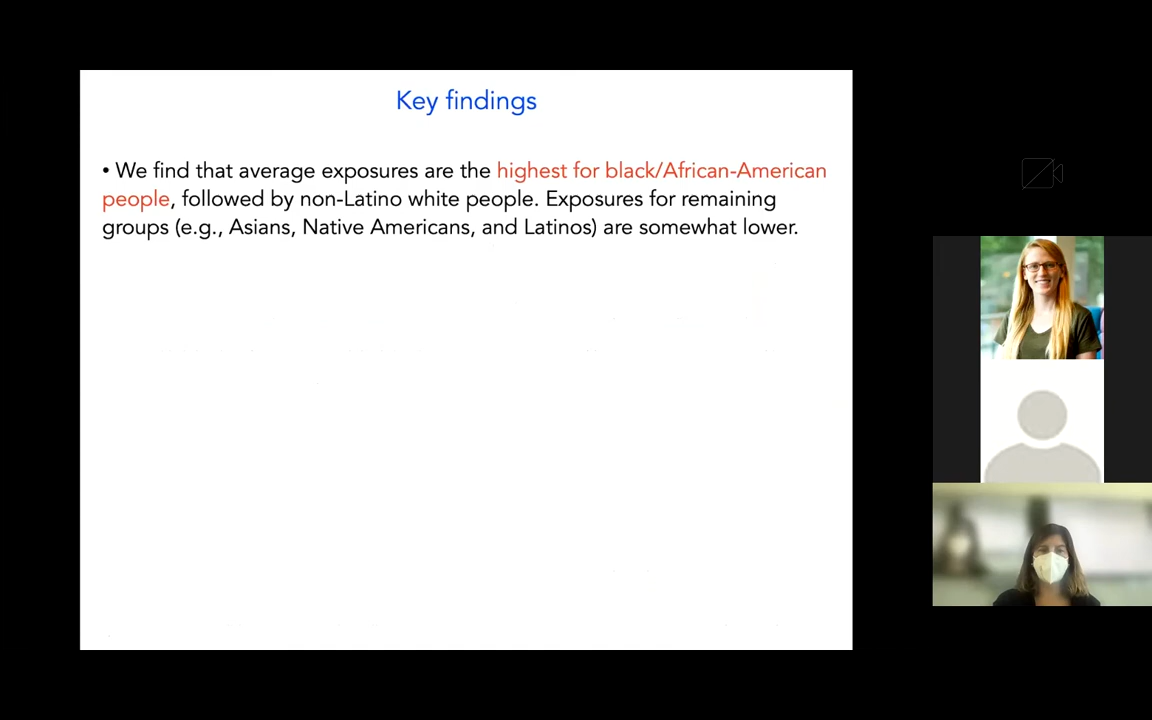 Key findings
• We find that average exposures are the highest for black/African-American
people, followed by non-Latino white people. Exposures for remaining
groups (e.g., Asians, Native Americans, and Latinos) are somewhat lower.